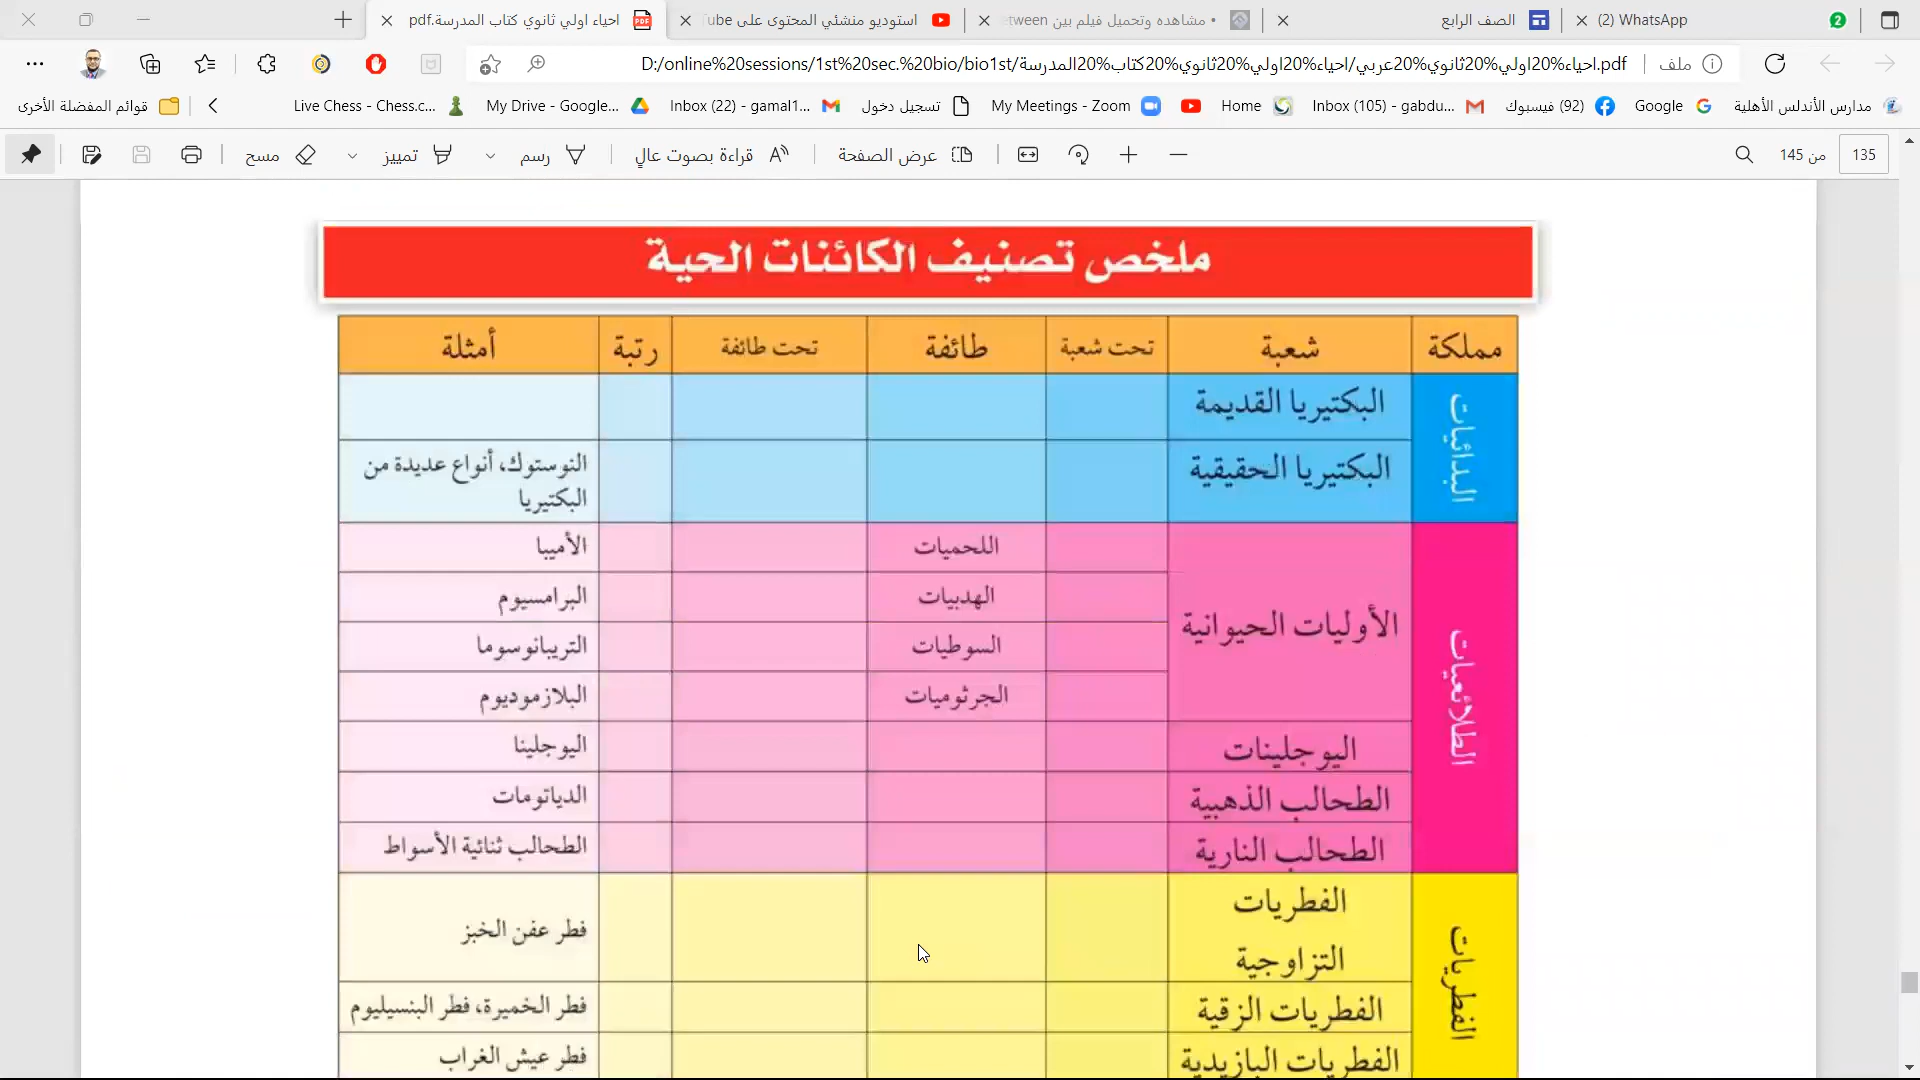 احياء اولي ثانوي كتاب المدرسة.pdf
استوديو منشئي المحتوى على
مشاهده وتحميل فيلم بين
الصف الرابع
(2) WhatsApp
2
D:/online%20sessions/1st%20sec.%20bio/bio1st/احياء%20اولي%20ثانوي%20عربي/احياء%20اولي%20ثانوي%20كتاب%20المدرسة.pdf
ملف
مدارس الأندلس الأهلية
Google
(92) فيسبوك
Inbox (105) - gabdu...
Home
My Meetings - Zoom
تسجيل دخول
Inbox (22) - gamal1...
My Drive - Google...
Live Chess - Chess.c...
قوائم المفضلة الأخرى
135
من 145
عرض الصفحة
قراءة بصوت عالٍ
رسم
تمييز
مسح
ملخص تصنيف الكائنات الحية
مملكة شعبة تحت شعبة طائفة تحت طائفة رتبة أمثلة
البدائيات
البكتيريا القديمة
البكتيريا الحقيقية
النوستوك، أنواع عديدة من
البكتيريا
الطلائعيات
الأوليات الحيوانية
اللحميات الأميبا
الهدبيات البرامسيوم
السوطيات التريبانوسوما
الجرثوميات البلازموديوم
اليوجلينات اليوجلينا
الطحالب الذهبية الدياتومات
الطحالب النارية الطحالب ثنائية الأسواط
الفطريات
الفطريات
التزاوجية
فطر عفن الخبز
الفطريات الزقية فطر الخميرة، فطر البنسيليوم
الفطريات البازيدية فطر عيش الغراب